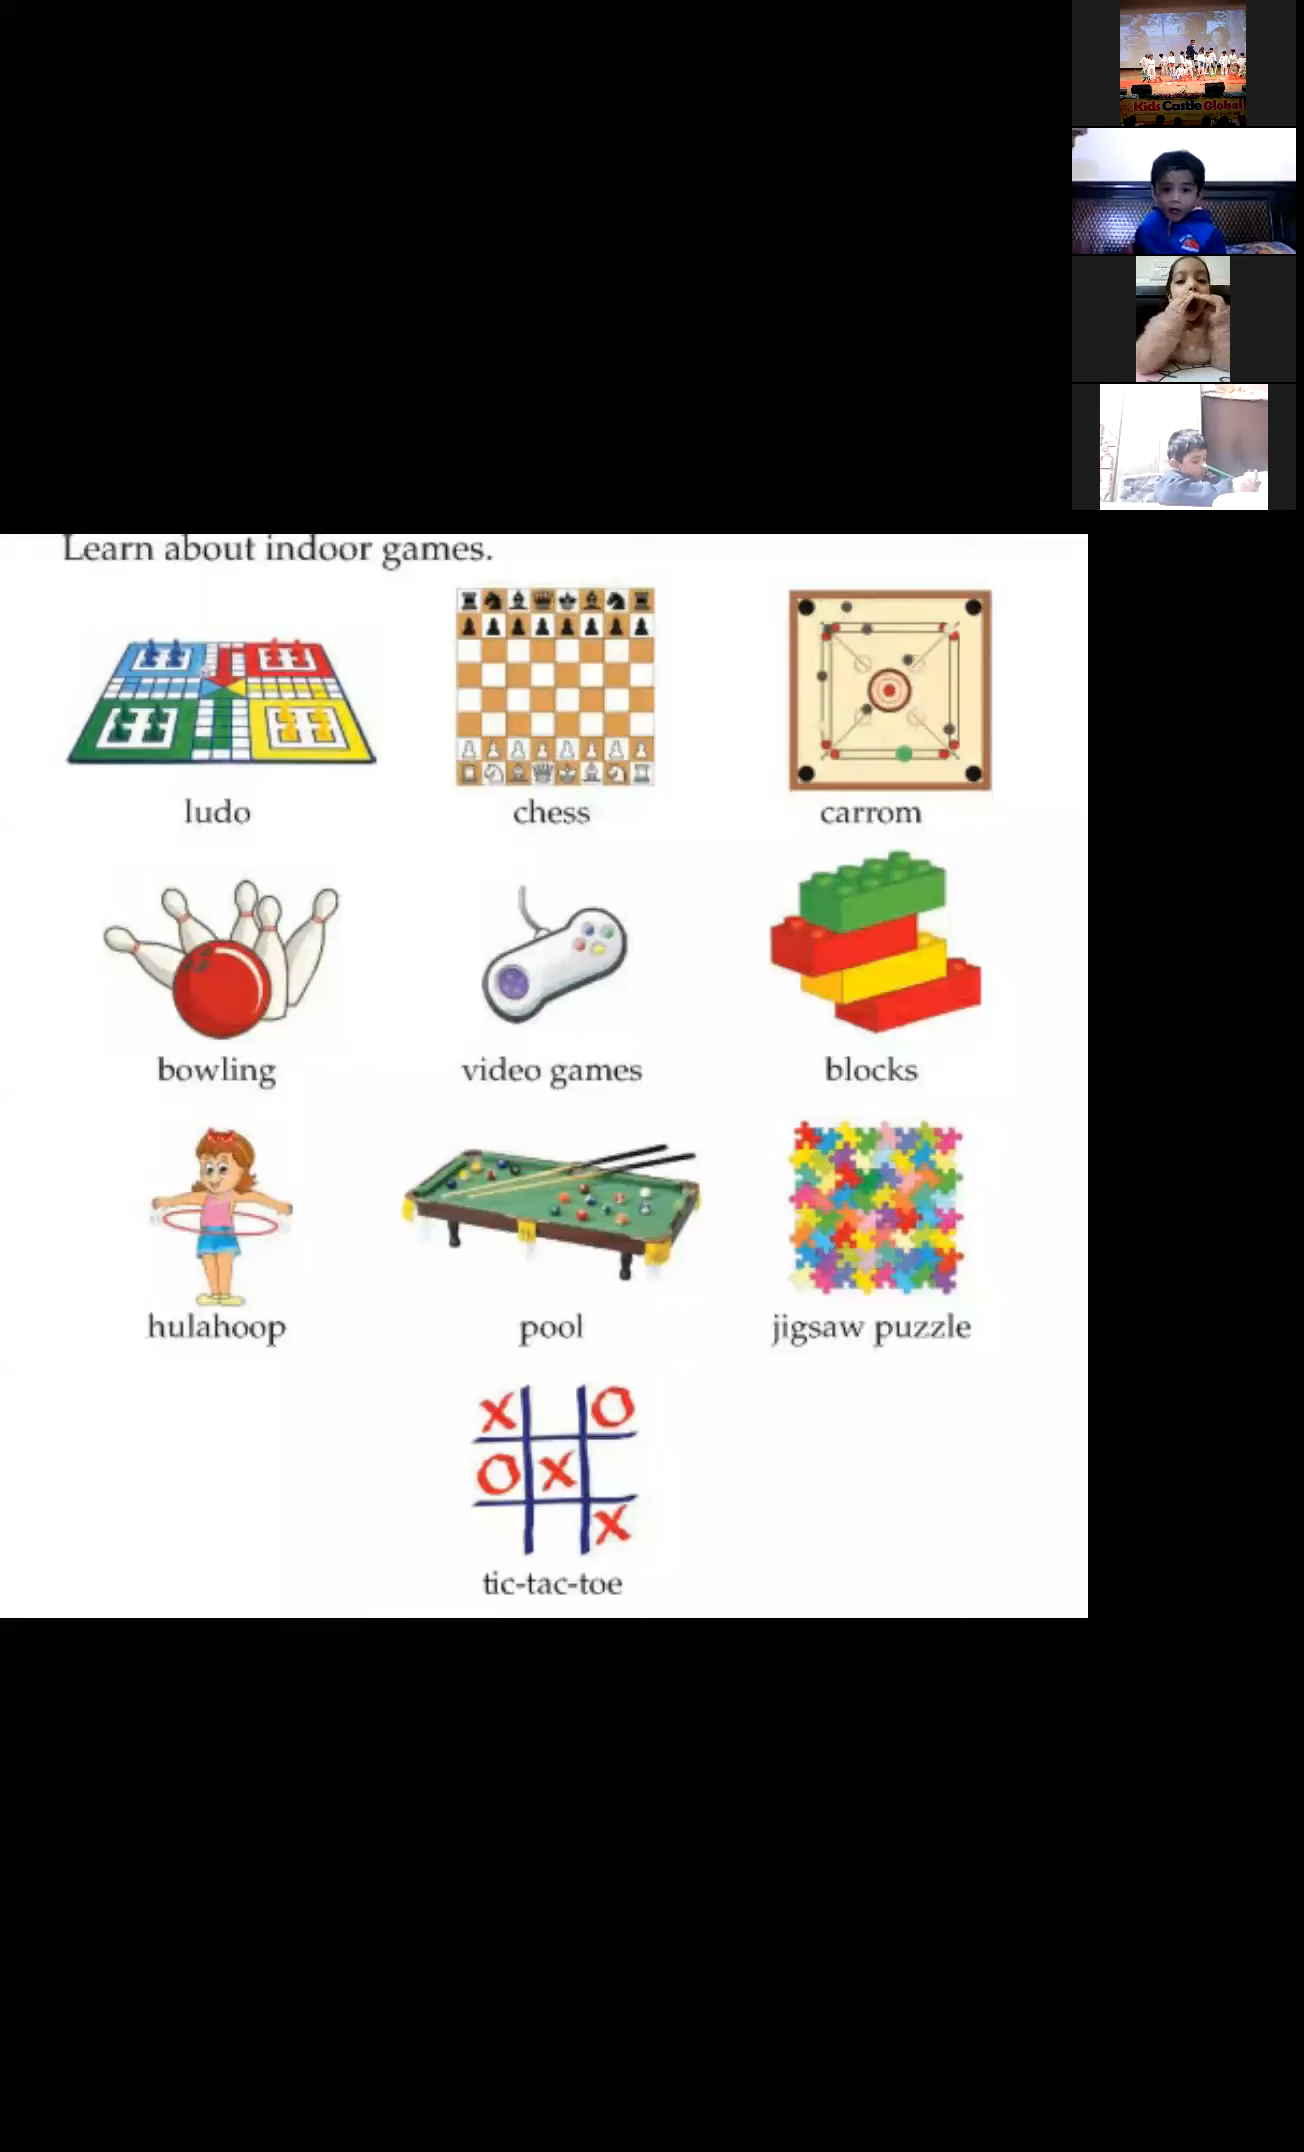 Kids Castle Global
Learn about indoor games.
ludo chess carrom
bowling video games blocks
hulahoop pool jigsaw puzzle
X O
O X
X
tic-tac-toe